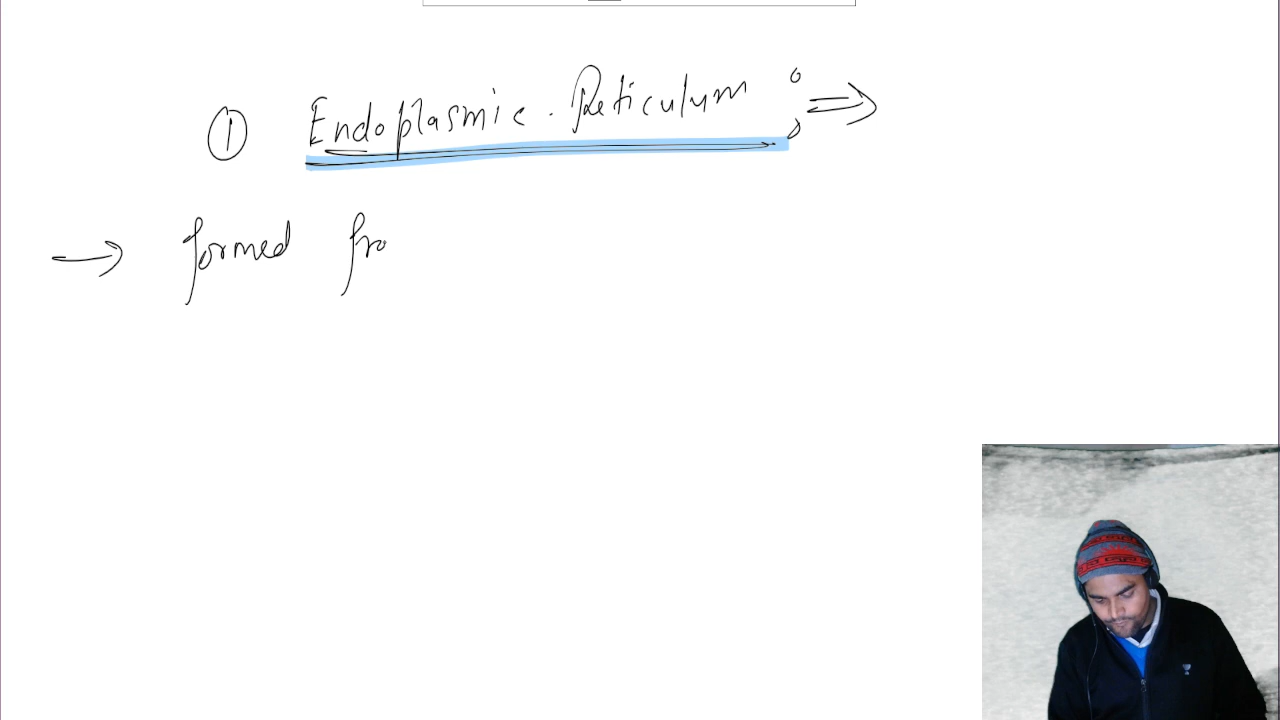 ① Endoplasmic Reticulum : ⇒
→ formed fro